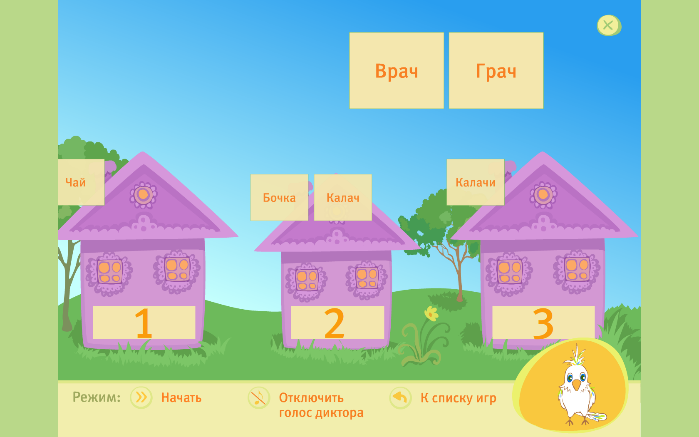 Врач
Грач
Чай
Бочка
Калач
Калачи
1
2
3
Режим:
Начать
Отключить
голос диктора
К списку игр